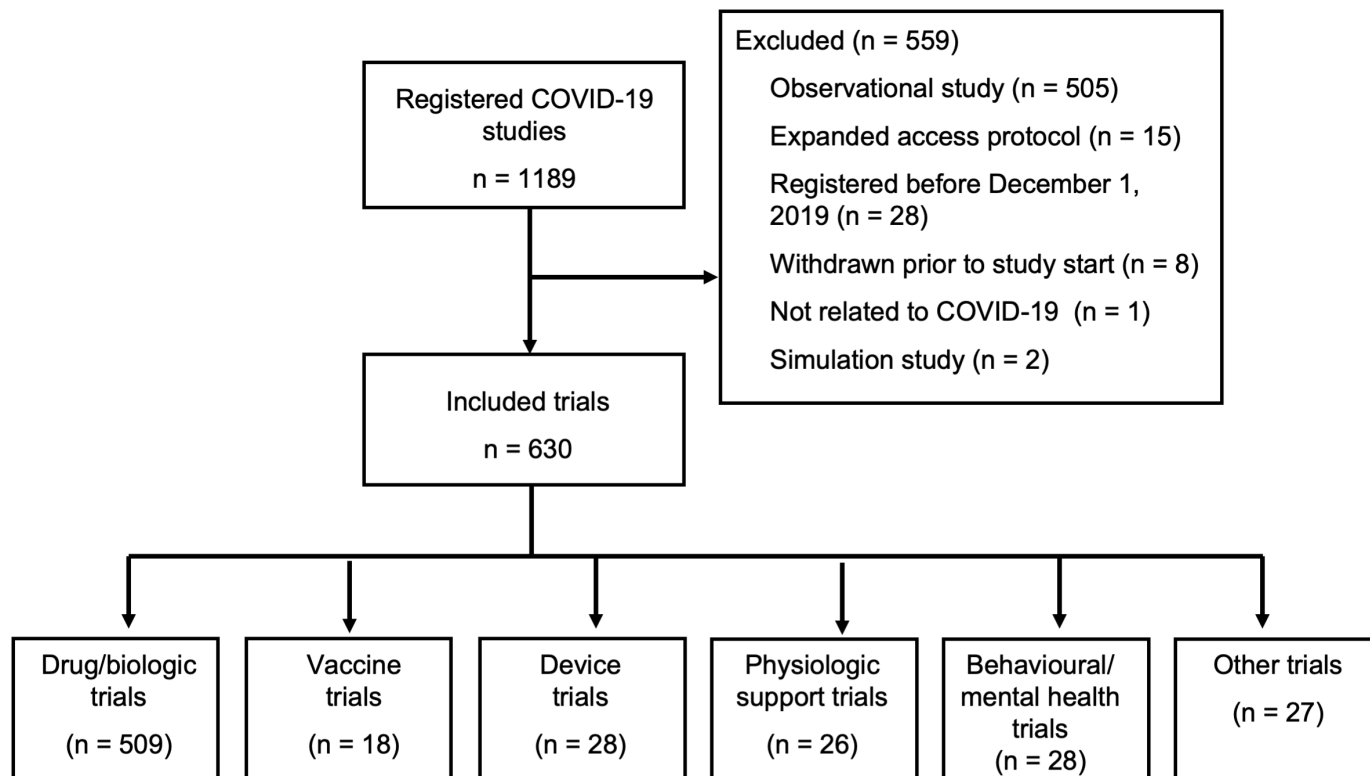 Registered COVID-19
studies
n = 1189
Excluded (n = 559)
Observational study (n = 505)
Expanded access protocol (n = 15)
Registered before December 1,
2019 (n = 28)
Withdrawn prior to study start (n = 8)
Not related to COVID-19  (n = 1)
Simulation study (n = 2)
Included trials
n = 630
Drug/biologic
trials
(n = 509)
Vaccine
trials
(n = 18)
Device
trials
(n = 28)
Physiologic
support trials
(n = 26)
Behavioural/
mental health
trials
(n = 28)
Other trials
(n = 27)